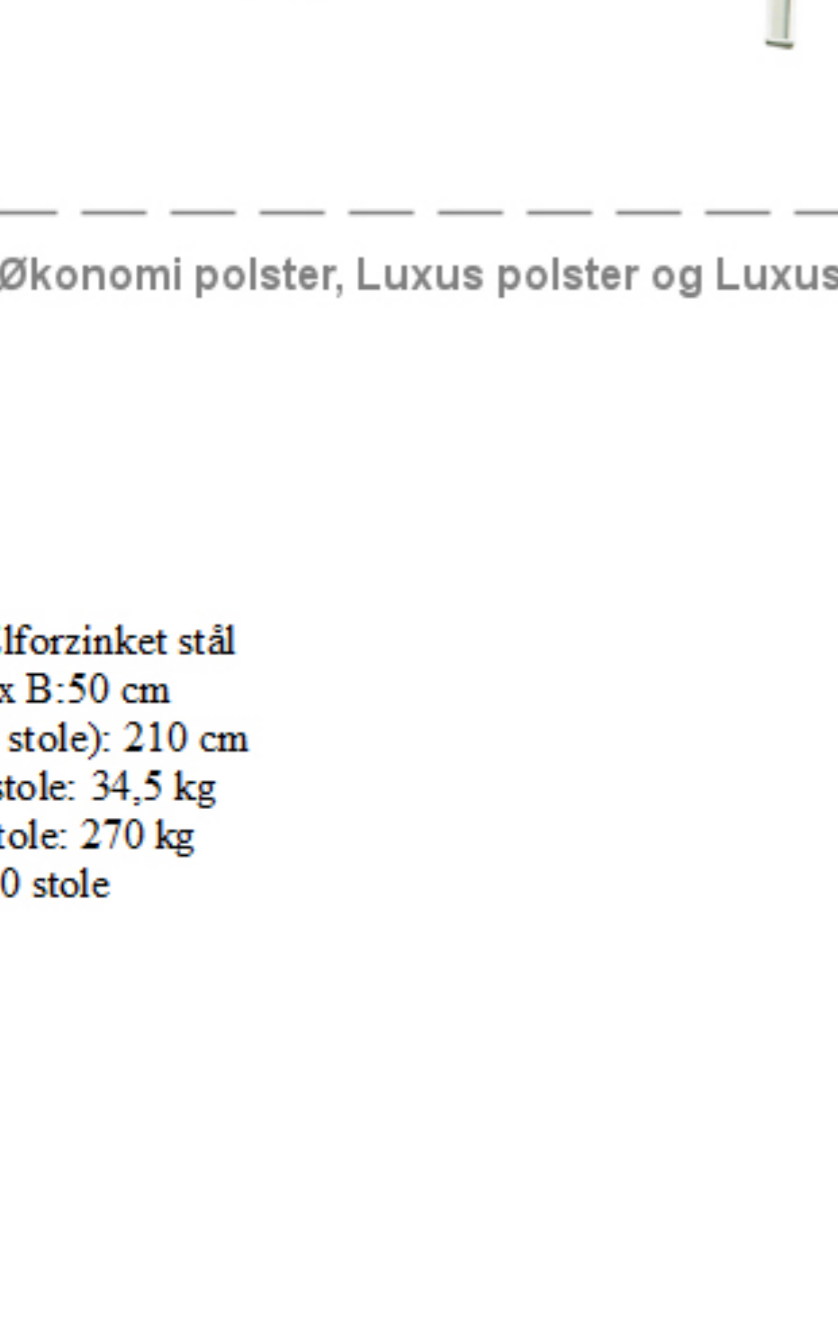 Økonomi polster, Luxus polster og Luxus
lforzinket stål
x B:50 cm
stole): 210 cm
stole: 34,5 kg
tole: 270 kg
0 stole